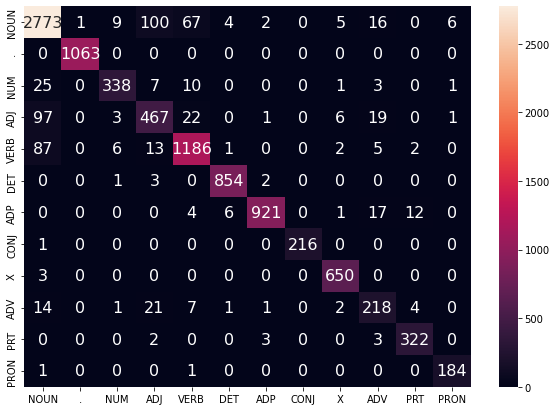 NOUN 2773 1 9 100 67 4 2 0 5 16 0 6
. 0 1063 0 0 0 0 0 0 0 0 0 0
NUM 25 0 338 7 10 0 0 0 1 3 0 1
ADJ 97 0 3 467 22 0 1 0 6 19 0 1
VERB 87 0 6 13 1186 1 0 0 2 5 2 0
DET 0 0 1 3 0 854 2 0 0 0 0 0
ADP 0 0 0 0 4 6 921 0 1 17 12 0
CONJ 1 0 0 0 0 0 0 216 0 0 0 0
X 3 0 0 0 0 0 0 0 650 0 0 0
ADV 14 0 1 21 7 1 1 0 2 218 4 0
PRT 0 0 0 2 0 0 3 0 0 3 322 0
PRON 1 0 0 0 1 0 0 0 0 0 0 184
NOUN . NUM ADJ VERB DET ADP CONJ X ADV PRT PRON
2500
2000
1500
1000
500
0